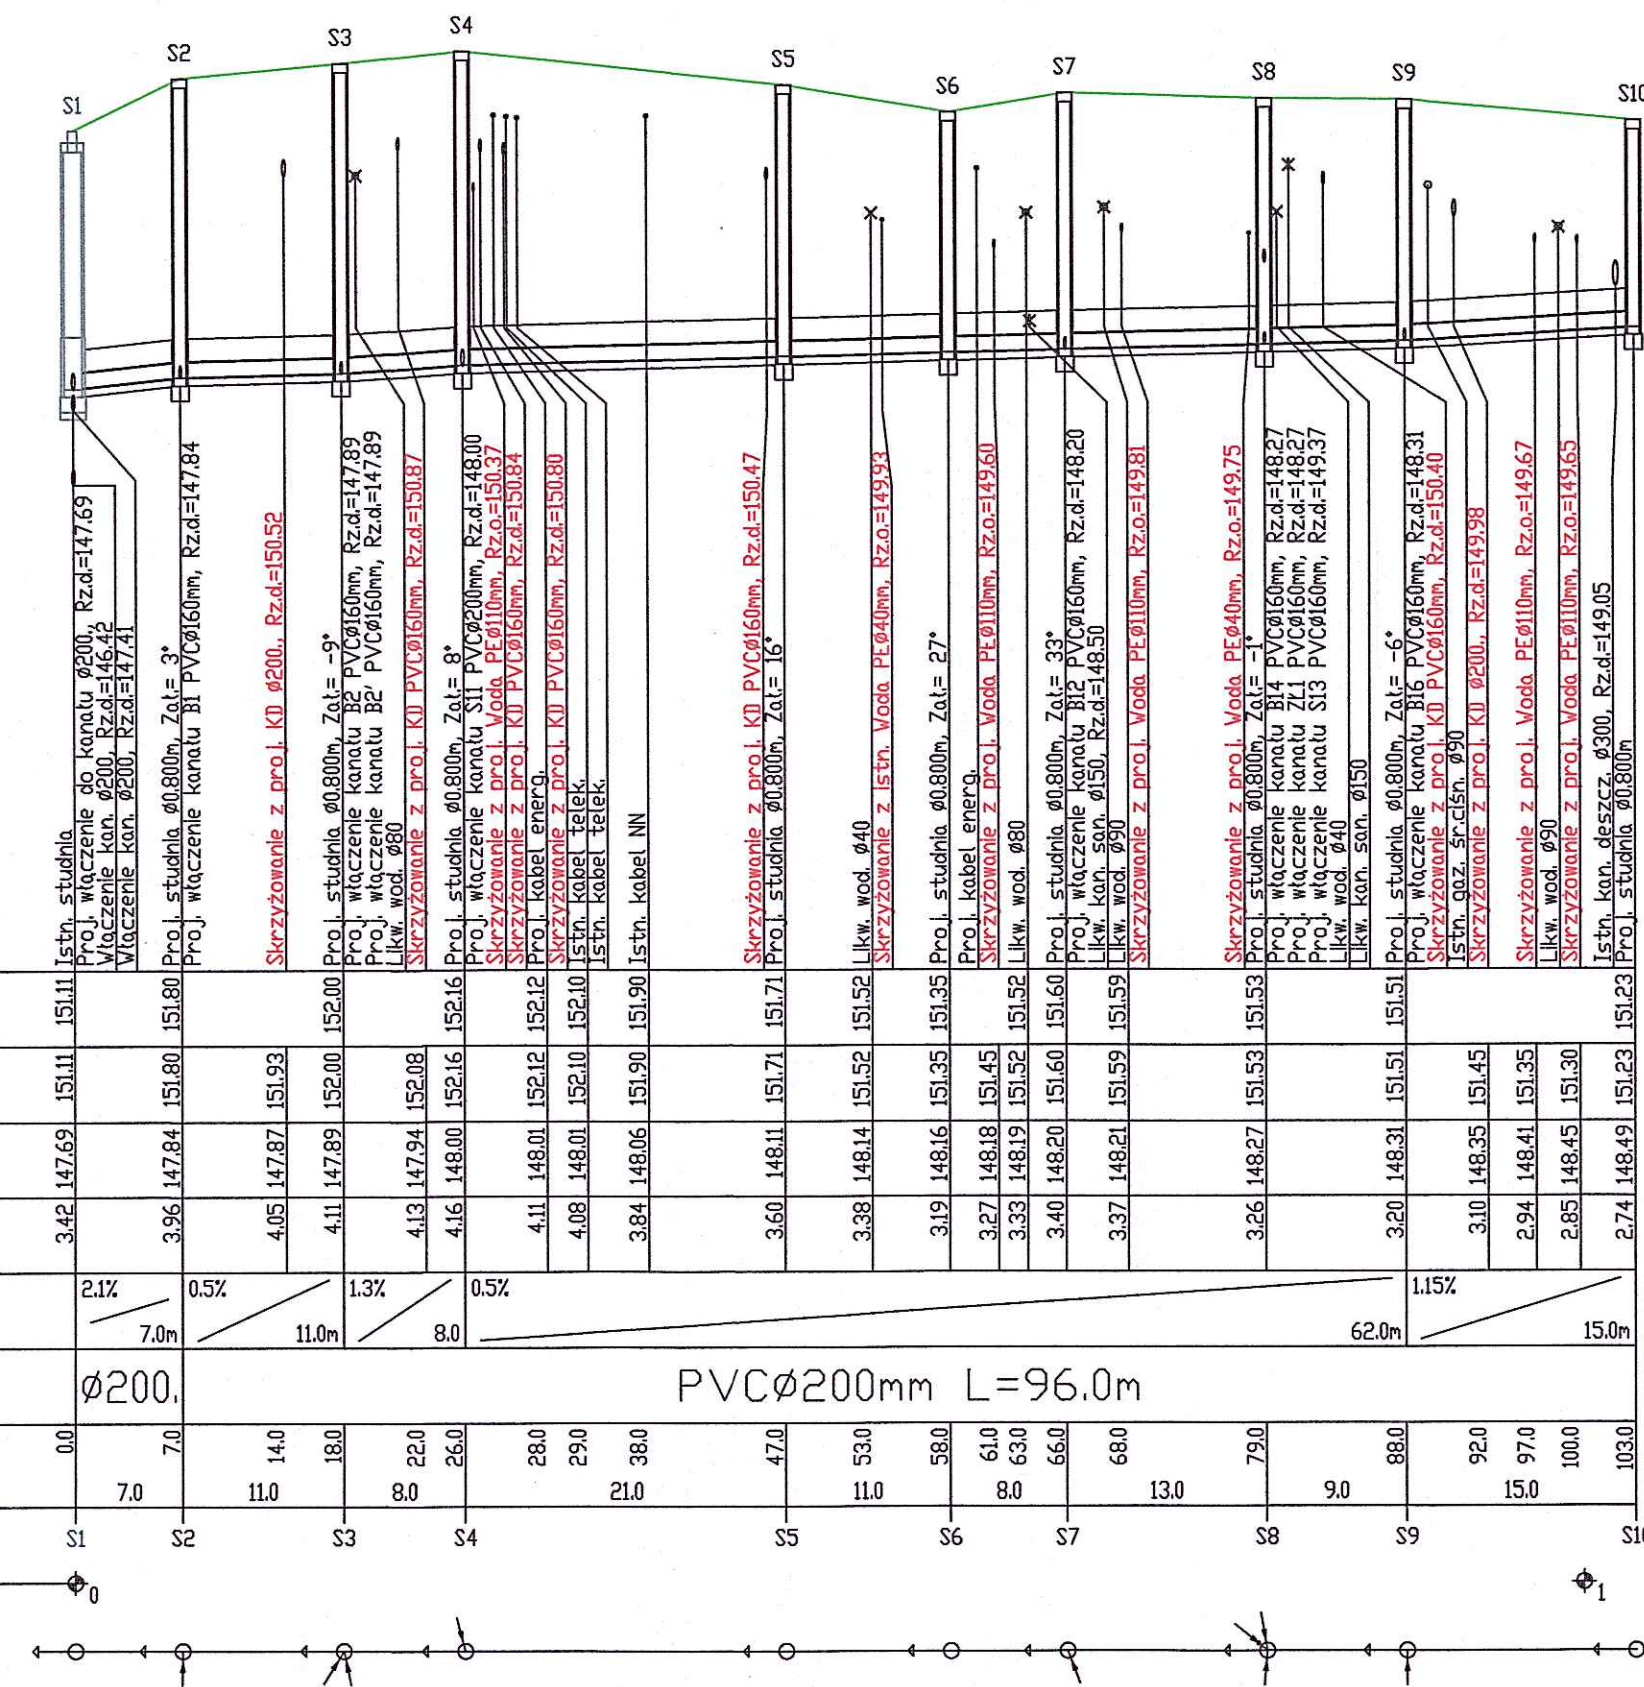 S1
S2
S3
S4
S5
S6
S7
S8
S9
S10
Istn. studnia
Proj. włączenie do kanału ø200,, Rz.d.=147.69
Włączenie kan. ø200, Rz.d.=146.42
Włączenie kan. ø200, Rz.d.=147.41
Proj. studnia ø0.800m, Zał.= 3°
Proj. włączenie kanału B1 PVCø160mm, Rz.d.=147.84
Skrzyżowanie z proj. KD ø200,, Rz.d.=150.52
Proj. studnia ø0.800m, Zał.= -9°
Proj. włączenie kanału B2 PVCø160mm, Rz.d.=147.89
Proj. włączenie kanału B2' PVCø160mm, Rz.d.=147.89
Likw. wod. ø80
Skrzyżowanie z proj. KD PVCø160mm, Rz.d.=150.87
Proj. studnia ø0.800m, Zał.= 8°
Proj. włączenie kanału S11 PVCø200mm, Rz.d.=148.00
Skrzyżowanie z proj. Woda PEø110mm, Rz.o.=150.37
Skrzyżowanie z proj. KD PVCø160mm, Rz.d.=150.84
Proj. kabel energ.
Skrzyżowanie z proj. KD PVCø160mm, Rz.d.=150.80
Istn. kabel telek.
Istn. kabel telek.
Istn. kabel NN
Skrzyżowanie z proj. KD PVCø160mm, Rz.d.=150.47
Proj. studnia ø0.800m, Zał.= 16°
Likw. wod. ø40
Skrzyżowanie z istn. Woda PEø40mm, Rz.o.=149.93
Proj. studnia ø0.800m, Zał.= 27°
Proj. kabel energ.
Skrzyżowanie z proj. Woda PEø110mm, Rz.o.=149.60
Likw. wod. ø80
Proj. studnia ø0.800m, Zał.= 33°
Proj. włączenie kanału B12 PVCø160mm, Rz.d.=148.20
Likw. kan. san. ø150, Rz.d.=148.50
Likw. wod. ø90
Skrzyżowanie z proj. Woda PEø110mm, Rz.o.=149.81
Skrzyżowanie z proj. Woda PEø40mm, Rz.o.=149.75
Proj. studnia ø0.800m, Zał.= -1°
Proj. włączenie kanału B14 PVCø160mm, Rz.d.=148.27
Proj. włączenie kanału ZŁ1 PVCø160mm, Rz.d.=148.27
Proj. włączenie kanału S13 PVCø160mm, Rz.d.=149.37
Likw. wod. ø40
Likw. kan. san. ø150
Proj. studnia ø0.800m, Zał.= -6°
Proj. włączenie kanału B16 PVCø160mm, Rz.d.=148.31
Skrzyżowanie z proj. KD PVCø160mm, Rz.d.=150.40
Istn. gaz. śr.ciśn. ø90
Skrzyżowanie z proj. KD ø200,, Rz.d.=149.98
Skrzyżowanie z proj. Woda PEø110mm, Rz.o.=149.67
Likw. wod. ø90
Skrzyżowanie z proj. Woda PEø110mm, Rz.o.=149.65
Istn. kan. deszcz. ø300, Rz.d.=149.05
Proj. studnia ø0.800m
151.11 151.80 152.00 152.16 152.12 152.10 151.90 151.71 151.52 151.35 151.52 151.60 151.59 151.53 151.51 151.23
151.11 151.80 151.93 152.00 152.08 152.16 152.12 152.10 151.90 151.71 151.52 151.35 151.45 151.52 151.60 151.59 151.53 151.51 151.45 151.35 151.30 151.23
147.69 147.84 147.87 147.89 147.94 148.00 148.01 148.01 148.06 148.11 148.14 148.16 148.18 148.19 148.20 148.21 148.27 148.31 148.35 148.41 148.45 148.49
3.42 3.96 4.05 4.11 4.13 4.16 4.11 4.08 3.84 3.60 3.38 3.19 3.27 3.33 3.40 3.37 3.26 3.20 3.10 2.94 2.85 2.74
2.1% 0.5% 1.3% 0.5% 1.15%
7.0m 11.0m 8.0 62.0m 15.0m
ø200, PVCø200mm L=96.0m
0.0 7.0 14.0 18.0 22.0 26.0 28.0 29.0 38.0 47.0 53.0 58.0 61.0 63.0 66.0 68.0 79.0 88.0 92.0 97.0 100.0 103.0
7.0 11.0 8.0 21.0 11.0 8.0 13.0 9.0 15.0
S1 S2 S3 S4 S5 S6 S7 S8 S9 S10
0 1